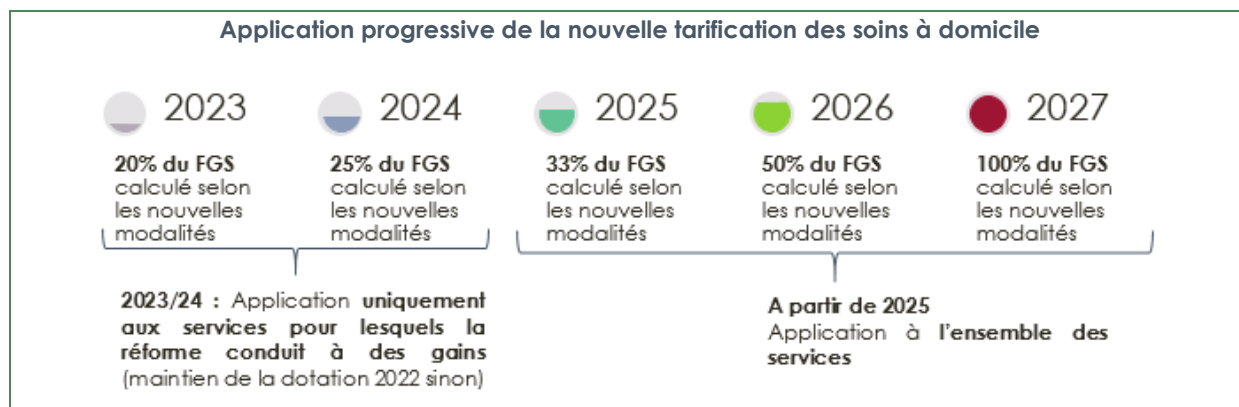 Application progressive de la nouvelle tarification des soins à domicile
2023
2024
2025
2026
2027
20% du FGS
calculé selon
les nouvelles
modalités
25% du FGS
calculé selon
les nouvelles
modalités
33% du FGS
calculé selon
les nouvelles
modalités
50% du FGS
calculé selon
les nouvelles
modalités
100% du FGS
calculé selon
les nouvelles
modalités
2023/24 : Application uniquement
aux services pour lesquels la
réforme conduit à des gains
(maintien de la dotation 2022 sinon)
A partir de 2025
Application à l'ensemble des
services